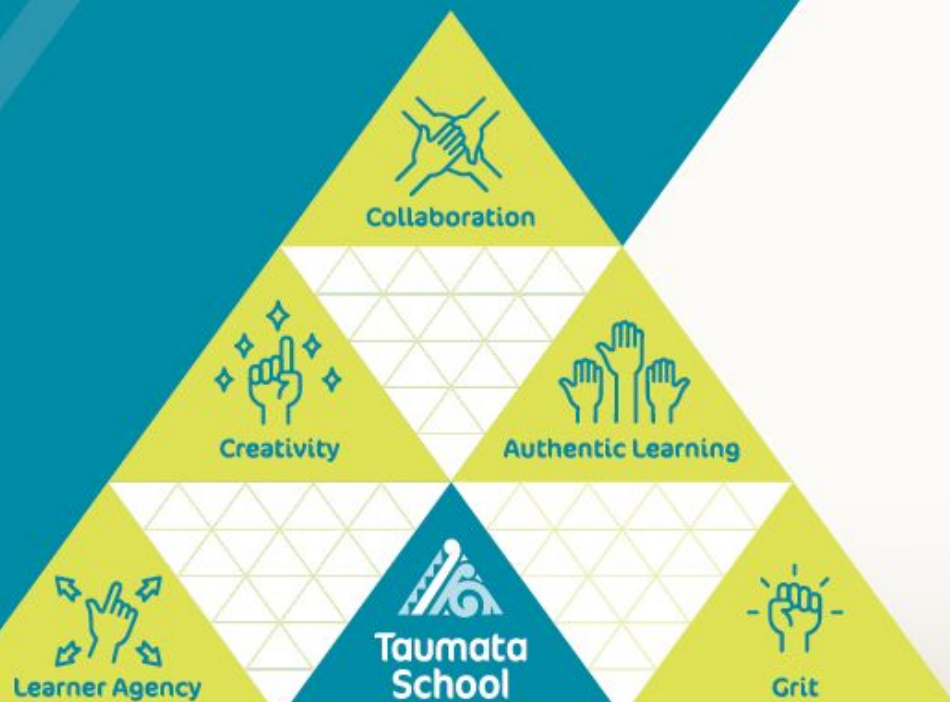 Collaboration
Creativity
Authentic Learning
Learner Agency
Taumata
School
Grit